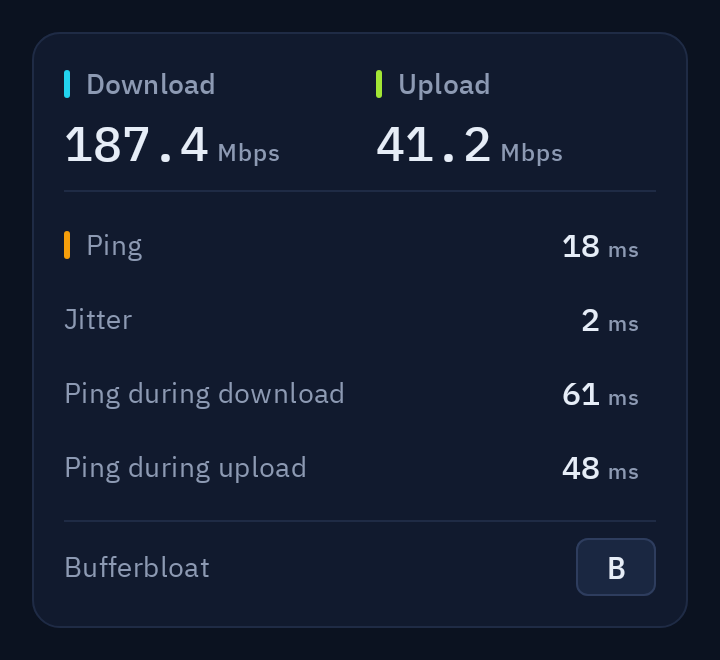 Download Upload
187.4 Mbps 41.2 Mbps
Ping 18 ms
Jitter 2 ms
Ping during download 61 ms
Ping during upload 48 ms
Bufferbloat B